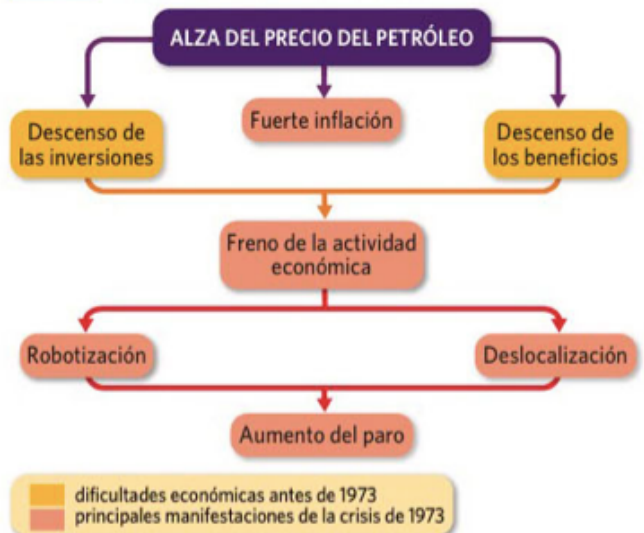 ALZA DEL PRECIO DEL PETRÓLEO
Fuerte inflación
Descenso de
las inversiones
Descenso de
los beneficios
Freno de la actividad
económica
Robotización
Deslocalización
Aumento del paro
dificultades económicas antes de 1973
principales manifestaciones de la crisis de 1973